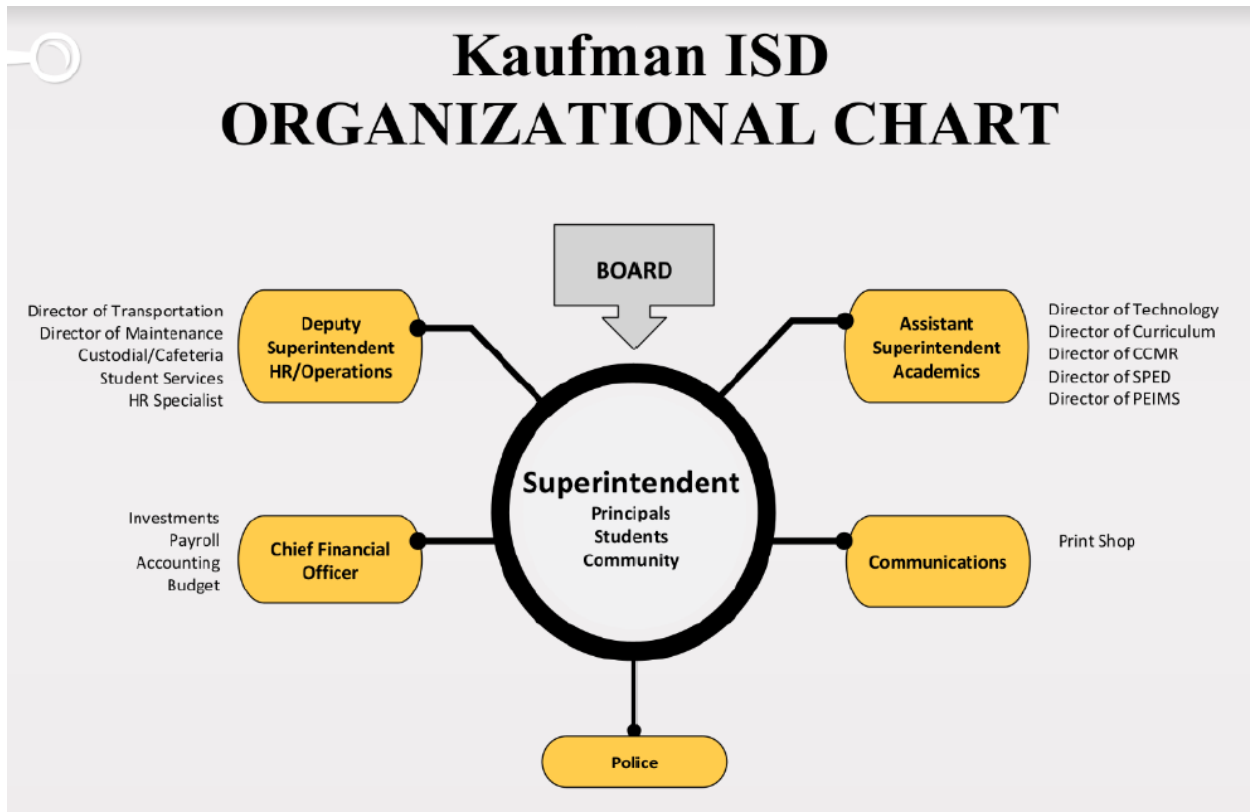 Kaufman ISD
ORGANIZATIONAL CHART
BOARD
Director of Transportation
Director of Maintenance
Custodial/Cafeteria
Student Services
HR Specialist
Deputy
Superintendent
HR/Operations
Assistant
Superintendent
Academics
Director of Technology
Director of Curriculum
Director of CCMR
Director of SPED
Director of PEIMS
Superintendent
Principals
Students
Community
Investments
Payroll
Accounting
Budget
Chief Financial
Officer
Communications
Print Shop
Police